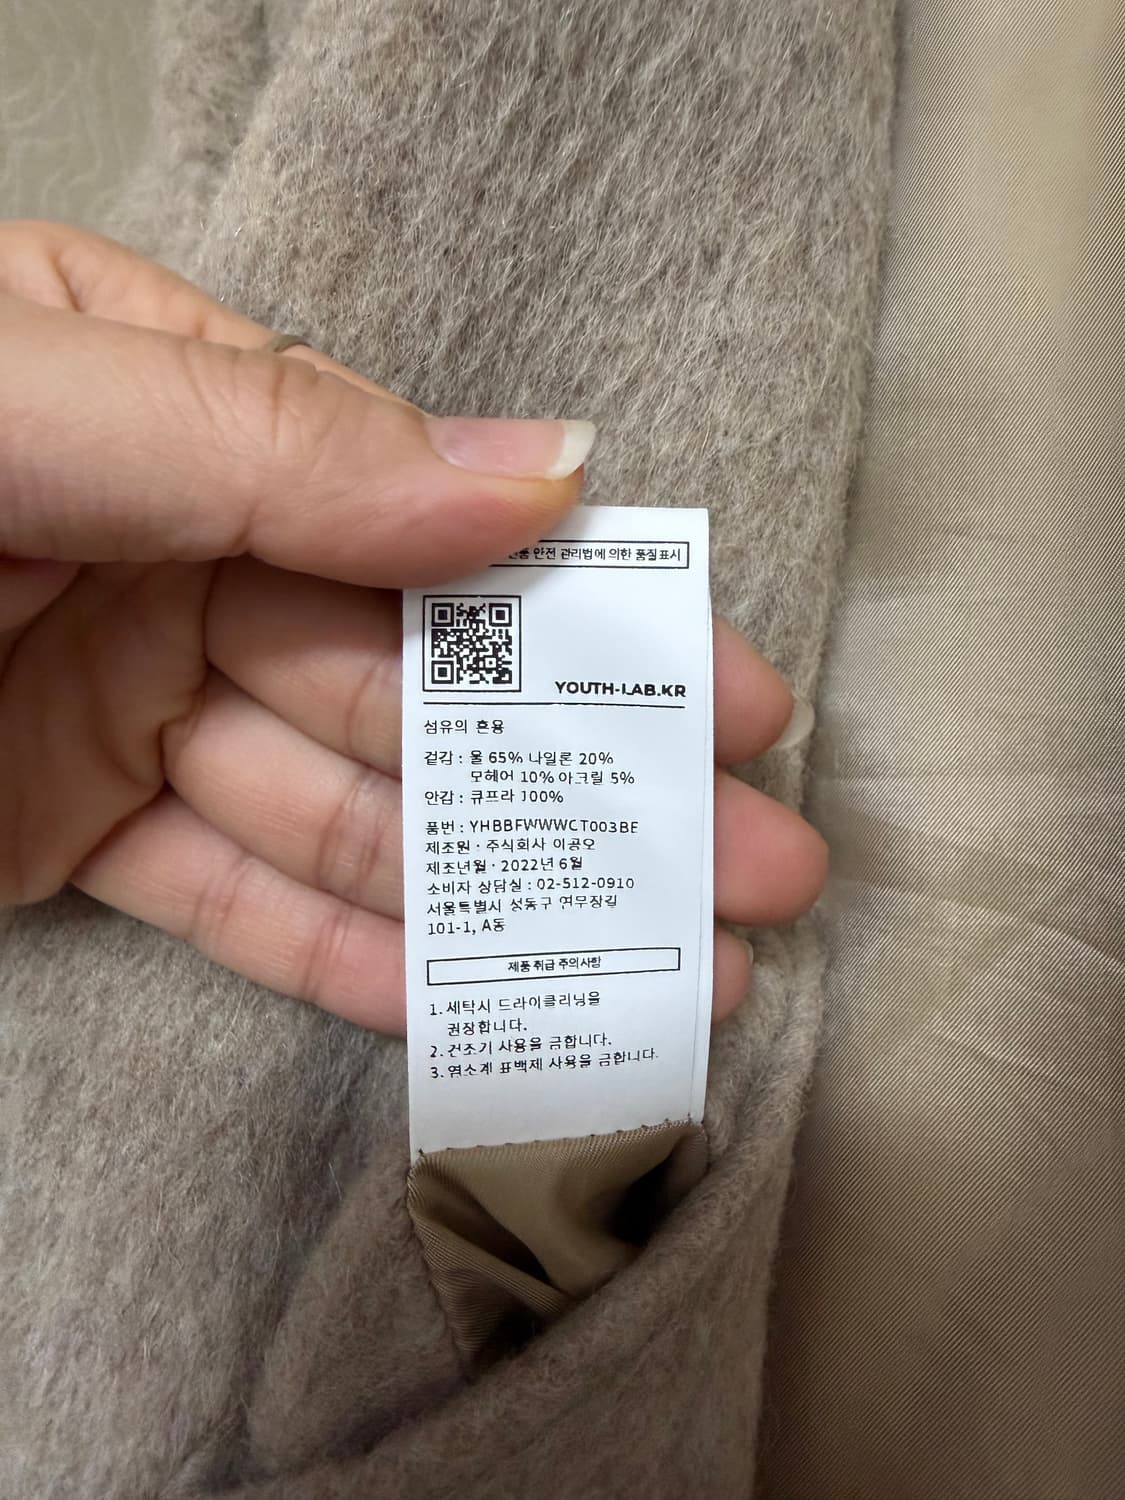 안전 관리법에 의한 품질표시
YOUTH-LAB.KR
섬유의 혼용
겉감 : 울 65% 나일론 20%
모헤어 10% 아크릴 5%
안감 : 큐프라 100%
품번 : YHBBFWWWCT003BE
제조원 : 주식회사 이공오
제조년월 : 2022년 6월
소비자 상담실 : 02-512-0910
서울특별시 성동구 연무장길
101-1, A동
제품 취급 주의사항
1. 세탁시 드라이클리닝을
권장합니다.
2. 건조기 사용을 금합니다.
3. 염소계 표백제 사용을 금합니다.